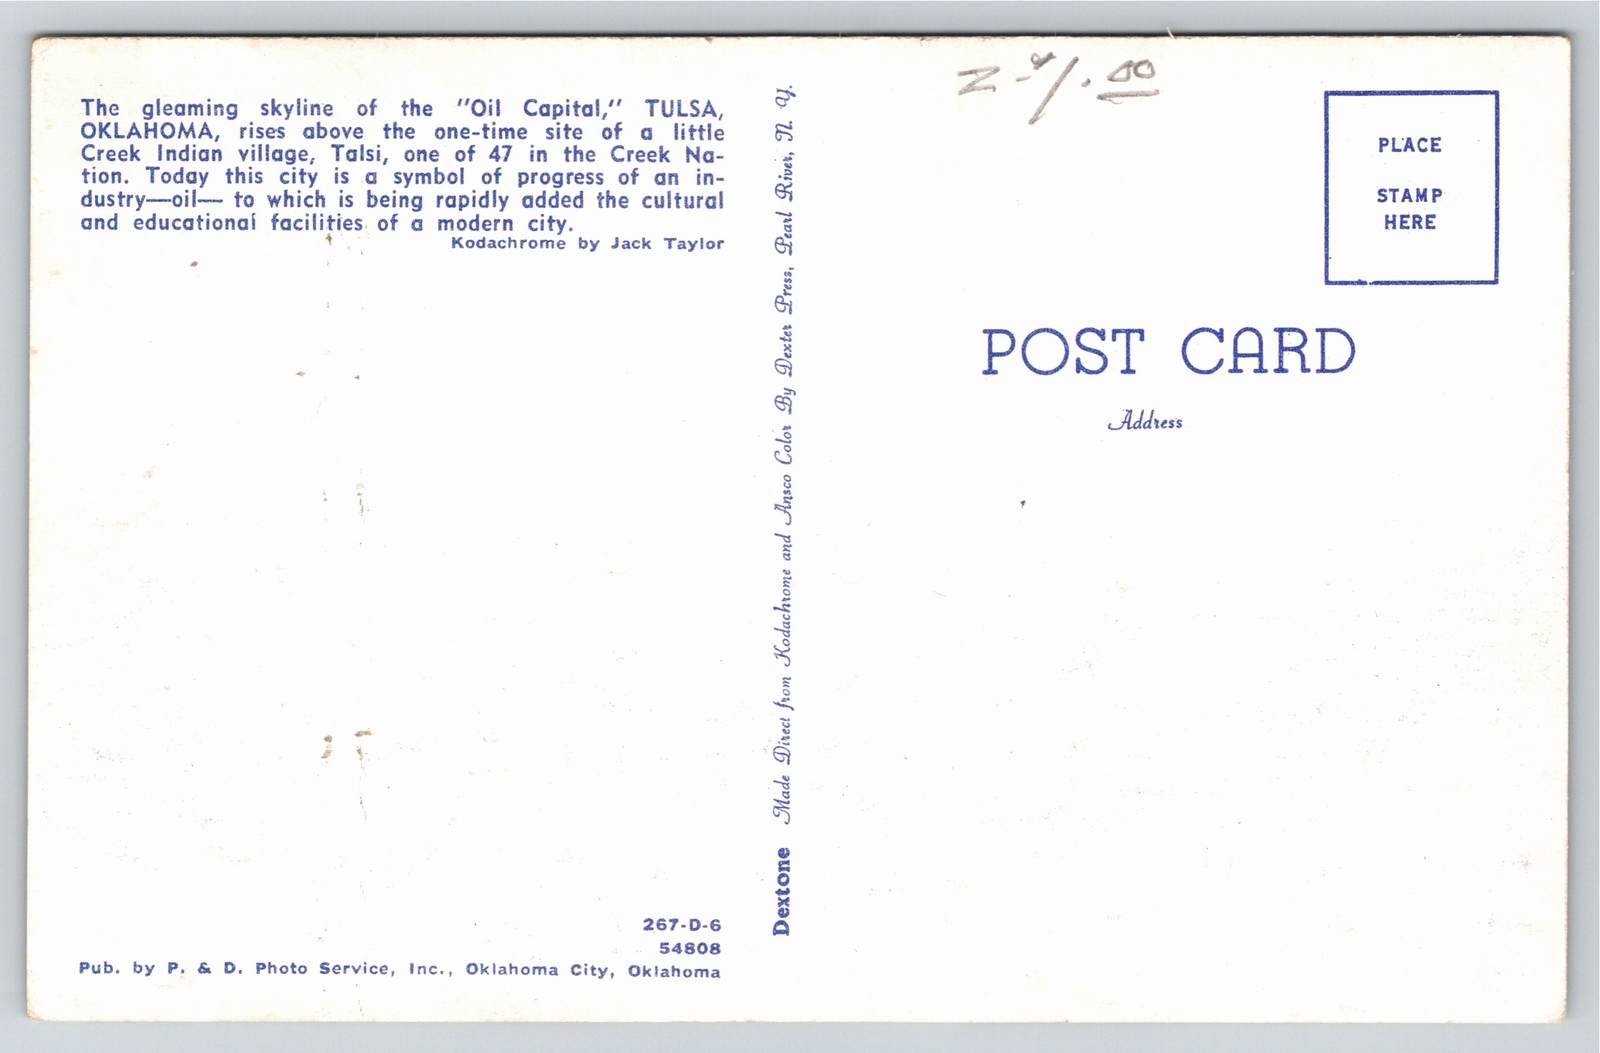 The gleaming skyline of the "Oil Capital," TULSA,
OKLAHOMA, rises above the one-time site of a little
Creek Indian village, Talsi, one of 47 in the Creek Na-
tion. Today this city is a symbol of progress of an in-
dustry—oil— to which is being rapidly added the cultural
and educational facilities of a modern city.
Kodachrome by Jack Taylor
267-D-6
54808
Pub. by P. & D. Photo Service, Inc., Oklahoma City, Oklahoma
Dextone Made Direct from Kodachrome and Ansco Color By Dexter Press, Pearl River, N. Y.
PLACE
STAMP
HERE
POST CARD
Address